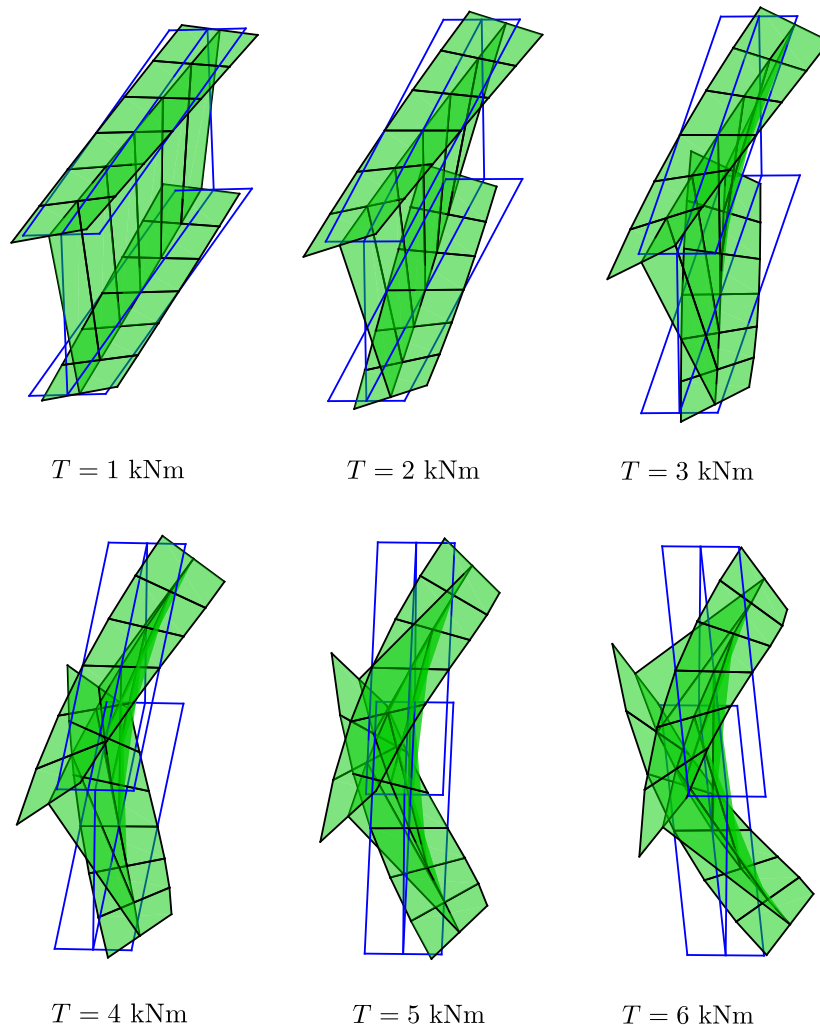 T = 1 kNm
T = 2 kNm
T = 3 kNm
T = 4 kNm
T = 5 kNm
T = 6 kNm